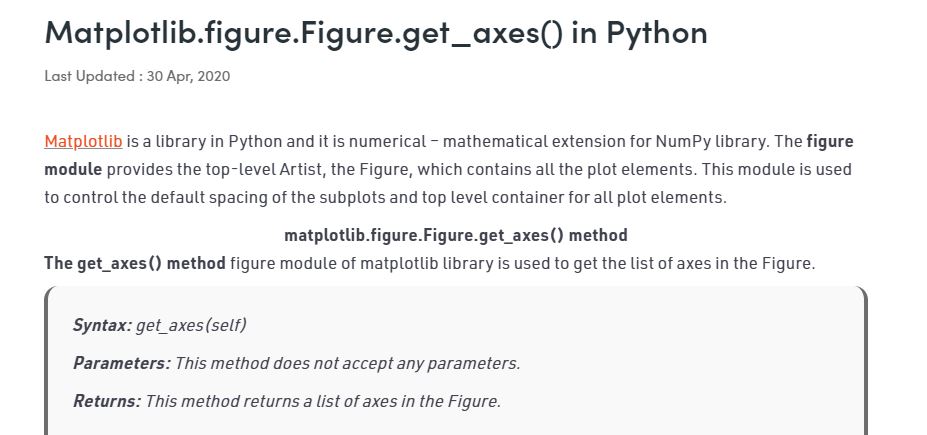 Matplotlib.figure.Figure.get_axes() in Python
Last Updated : 30 Apr, 2020
Matplotlib is a library in Python and it is numerical – mathematical extension for NumPy library. The figure
module provides the top-level Artist, the Figure, which contains all the plot elements. This module is used
to control the default spacing of the subplots and top level container for all plot elements.
matplotlib.figure.Figure.get_axes() method
The get_axes() method figure module of matplotlib library is used to get the list of axes in the Figure.
Syntax: get_axes(self)
Parameters: This method does not accept any parameters.
Returns: This method returns a list of axes in the Figure.